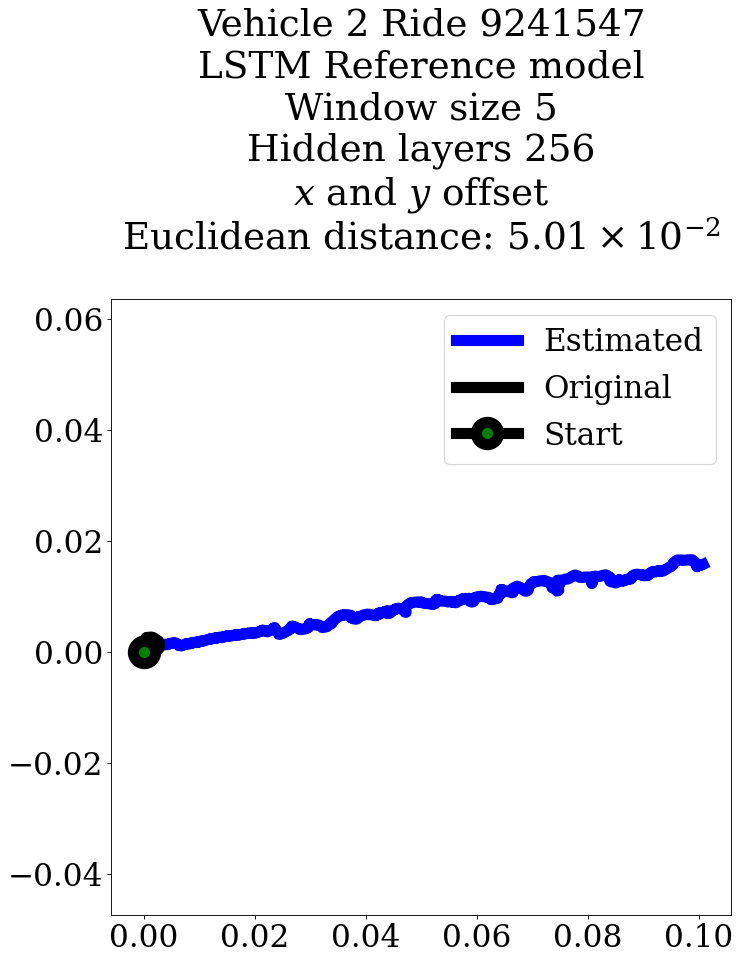 Vehicle 2 Ride 9241547
LSTM Reference model
Window size 5
Hidden layers 256
x and y offset
Euclidean distance: 5.01 × 10⁻²
Estimated
Original
Start
0.06
0.04
0.02
0.00
−0.02
−0.04
0.00 0.02 0.04 0.06 0.08 0.10